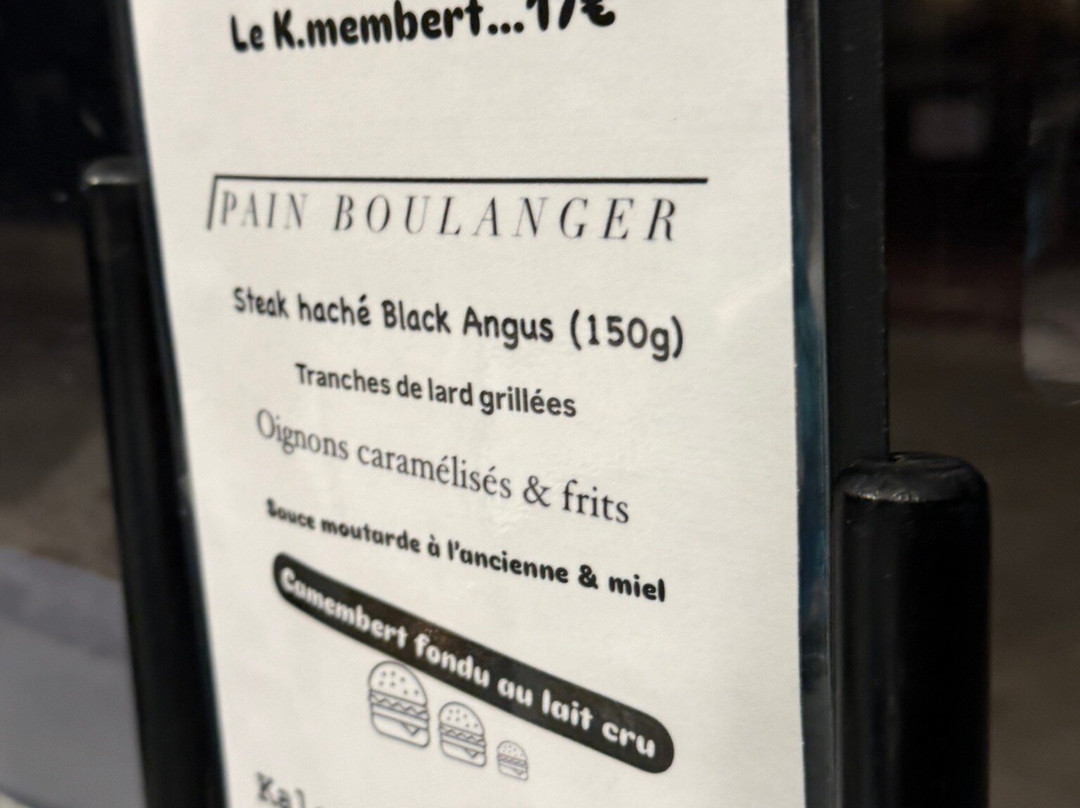 Le K.membert...17€
PAIN BOULANGER
Steak haché Black Angus (150g)
Tranches de lard grillées
Oignons caramélisés & frits
Sauce moutarde à l'ancienne & miel
Camembert fondu au lait cru